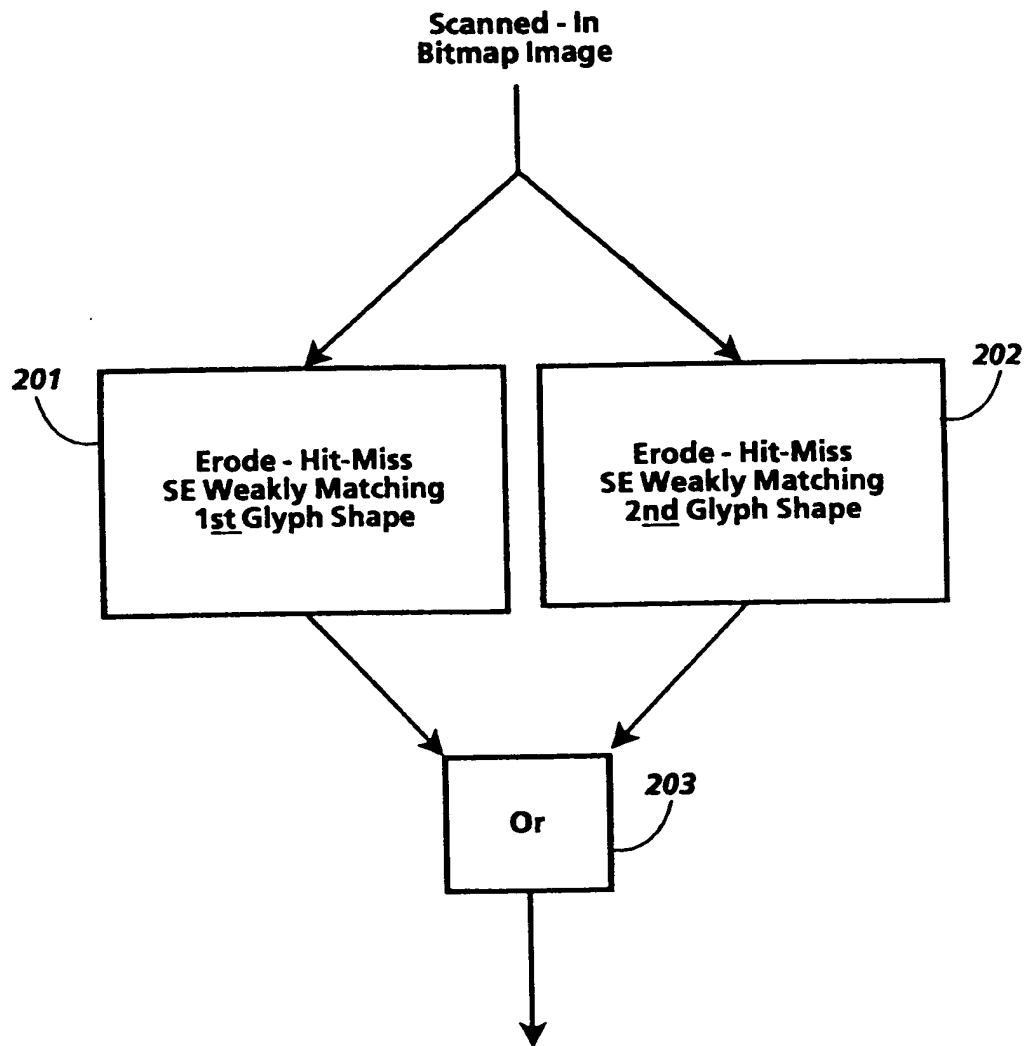 Scanned - In
Bitmap Image
201
202
Erode - Hit-Miss
SE Weakly Matching
1st Glyph Shape
Erode - Hit-Miss
SE Weakly Matching
2nd Glyph Shape
203
Or